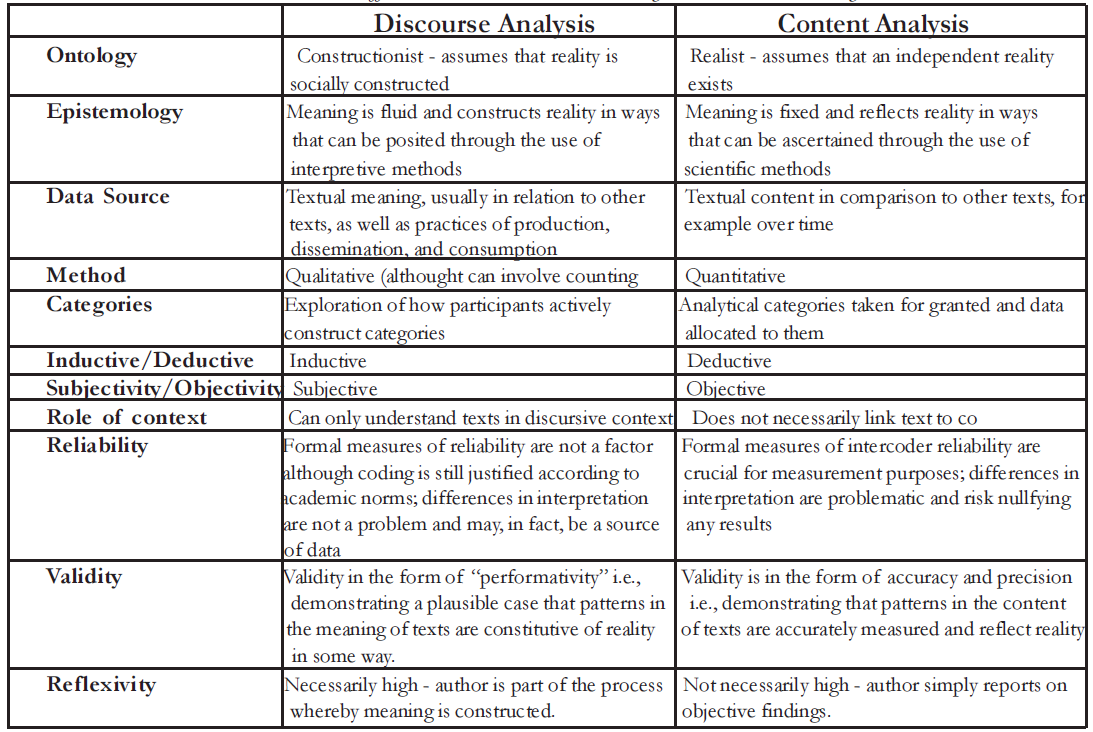 Discourse Analysis Content Analysis
Ontology Constructionist - assumes that reality is Realist - assumes that an independent reality
socially constructed exists
Epistemology Meaning is fluid and constructs reality in ways Meaning is fixed and reflects reality in ways
that can be posited through the use of that can be ascertained through the use of
interpretive methods scientific methods
Data Source Textual meaning, usually in relation to other Textual content in comparison to other texts, for
texts, as well as practices of production, example over time
dissemination, and consumption
Method Qualitative (althought can involve counting Quantitative
Categories Exploration of how participants actively Analytical categories taken for granted and data
construct categories allocated to them
Inductive/Deductive Inductive Deductive
Subjectivity/Objectivity Subjective Objective
Role of context Can only understand texts in discursive context Does not necessarily link text to co
Reliability Formal measures of reliability are not a factor Formal measures of intercoder reliability are
although coding is still justified according to crucial for measurement purposes; differences in
academic norms; differences in interpretation interpretation are problematic and risk nullfying
are not a problem and may, in fact, be a source any results
of data
Validity Validity in the form of “performativity” i.e., Validity is in the form of accuracy and precision
demonstrating a plausible case that patterns in i.e., demonstrating that patterns in the content
the meaning of texts are constitutive of reality of texts are accurately measured and reflect reality
in some way.
Reflexivity Necessarily high - author is part of the process Not necessarily high - author simply reports on
whereby meaning is constructed. objective findings.